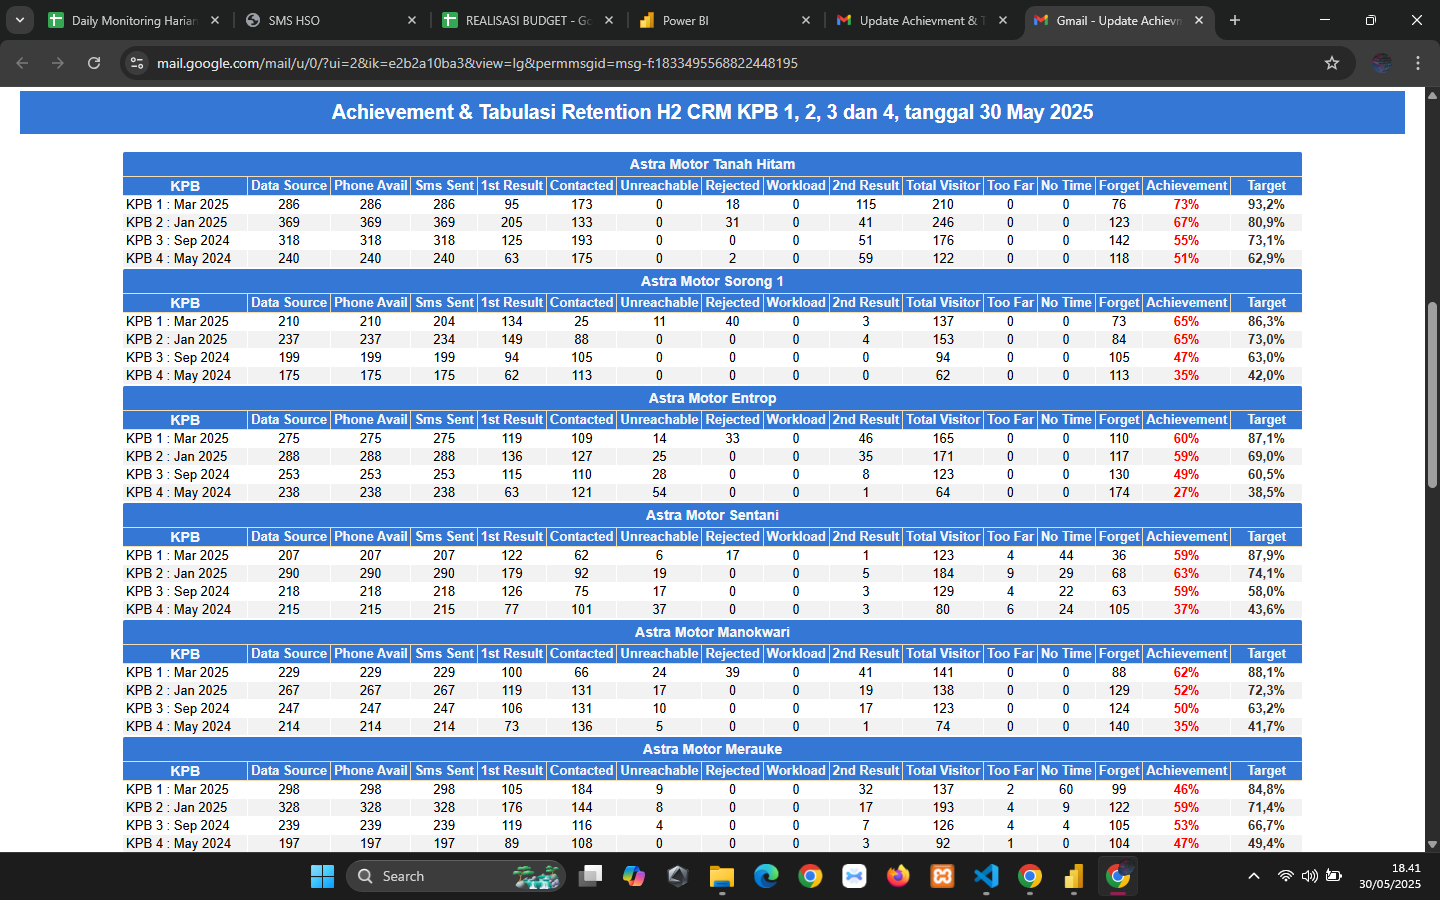 Daily Monitoring Harian
SMS HSO
REALISASI BUDGET - Go
Power BI
Update Achievment & T
Gmail - Update Achievm
mail.google.com/mail/u/0/?ui=2&ik=e2b2a10ba3&view=lg&permmsgid=msg-f:1833495568822448195
Achievement & Tabulasi Retention H2 CRM KPB 1, 2, 3 dan 4, tanggal 30 May 2025
Astra Motor Tanah Hitam
KPB Data Source Phone Avail Sms Sent 1st Result Contacted Unreachable Rejected Workload 2nd Result Total Visitor Too Far No Time Forget Achievement Target
KPB 1 : Mar 2025 286 286 286 95 173 0 18 0 115 210 0 0 76 73% 93,2%
KPB 2 : Jan 2025 369 369 369 205 133 0 31 0 41 246 0 0 123 67% 80,9%
KPB 3 : Sep 2024 318 318 318 125 193 0 0 0 51 176 0 0 142 55% 73,1%
KPB 4 : May 2024 240 240 240 63 175 0 2 0 59 122 0 0 118 51% 62,9%
Astra Motor Sorong 1
KPB Data Source Phone Avail Sms Sent 1st Result Contacted Unreachable Rejected Workload 2nd Result Total Visitor Too Far No Time Forget Achievement Target
KPB 1 : Mar 2025 210 210 204 134 25 11 40 0 3 137 0 0 73 65% 86,3%
KPB 2 : Jan 2025 237 237 234 149 88 0 0 0 4 153 0 0 84 65% 73,0%
KPB 3 : Sep 2024 199 199 199 94 105 0 0 0 0 94 0 0 105 47% 63,0%
KPB 4 : May 2024 175 175 175 62 113 0 0 0 0 62 0 0 113 35% 42,0%
Astra Motor Entrop
KPB Data Source Phone Avail Sms Sent 1st Result Contacted Unreachable Rejected Workload 2nd Result Total Visitor Too Far No Time Forget Achievement Target
KPB 1 : Mar 2025 275 275 275 119 109 14 33 0 46 165 0 0 110 60% 87,1%
KPB 2 : Jan 2025 288 288 288 136 127 25 0 0 35 171 0 0 117 59% 69,0%
KPB 3 : Sep 2024 253 253 253 115 110 28 0 0 8 123 0 0 130 49% 60,5%
KPB 4 : May 2024 238 238 238 63 121 54 0 0 1 64 0 0 174 27% 38,5%
Astra Motor Sentani
KPB Data Source Phone Avail Sms Sent 1st Result Contacted Unreachable Rejected Workload 2nd Result Total Visitor Too Far No Time Forget Achievement Target
KPB 1 : Mar 2025 207 207 207 122 62 6 17 0 1 123 4 44 36 59% 87,9%
KPB 2 : Jan 2025 290 290 290 179 92 19 0 0 5 184 9 29 68 63% 74,1%
KPB 3 : Sep 2024 218 218 218 126 75 17 0 0 3 129 4 22 63 59% 58,0%
KPB 4 : May 2024 215 215 215 77 101 37 0 0 3 80 6 24 105 37% 43,6%
Astra Motor Manokwari
KPB Data Source Phone Avail Sms Sent 1st Result Contacted Unreachable Rejected Workload 2nd Result Total Visitor Too Far No Time Forget Achievement Target
KPB 1 : Mar 2025 229 229 229 100 66 24 39 0 41 141 0 0 88 62% 88,1%
KPB 2 : Jan 2025 267 267 267 119 131 17 0 0 19 138 0 0 129 52% 72,3%
KPB 3 : Sep 2024 247 247 247 106 131 10 0 0 17 123 0 0 124 50% 63,2%
KPB 4 : May 2024 214 214 214 73 136 5 0 0 1 74 0 0 140 35% 41,7%
Astra Motor Merauke
KPB Data Source Phone Avail Sms Sent 1st Result Contacted Unreachable Rejected Workload 2nd Result Total Visitor Too Far No Time Forget Achievement Target
KPB 1 : Mar 2025 298 298 298 105 184 9 0 0 32 137 2 60 99 46% 84,8%
KPB 2 : Jan 2025 328 328 328 176 144 8 0 0 17 193 4 9 122 59% 71,4%
KPB 3 : Sep 2024 239 239 239 119 116 4 0 0 7 126 4 4 105 53% 66,7%
KPB 4 : May 2024 197 197 197 89 108 0 0 0 3 92 1 0 104 47% 49,4%
Search
18.41
30/05/2025